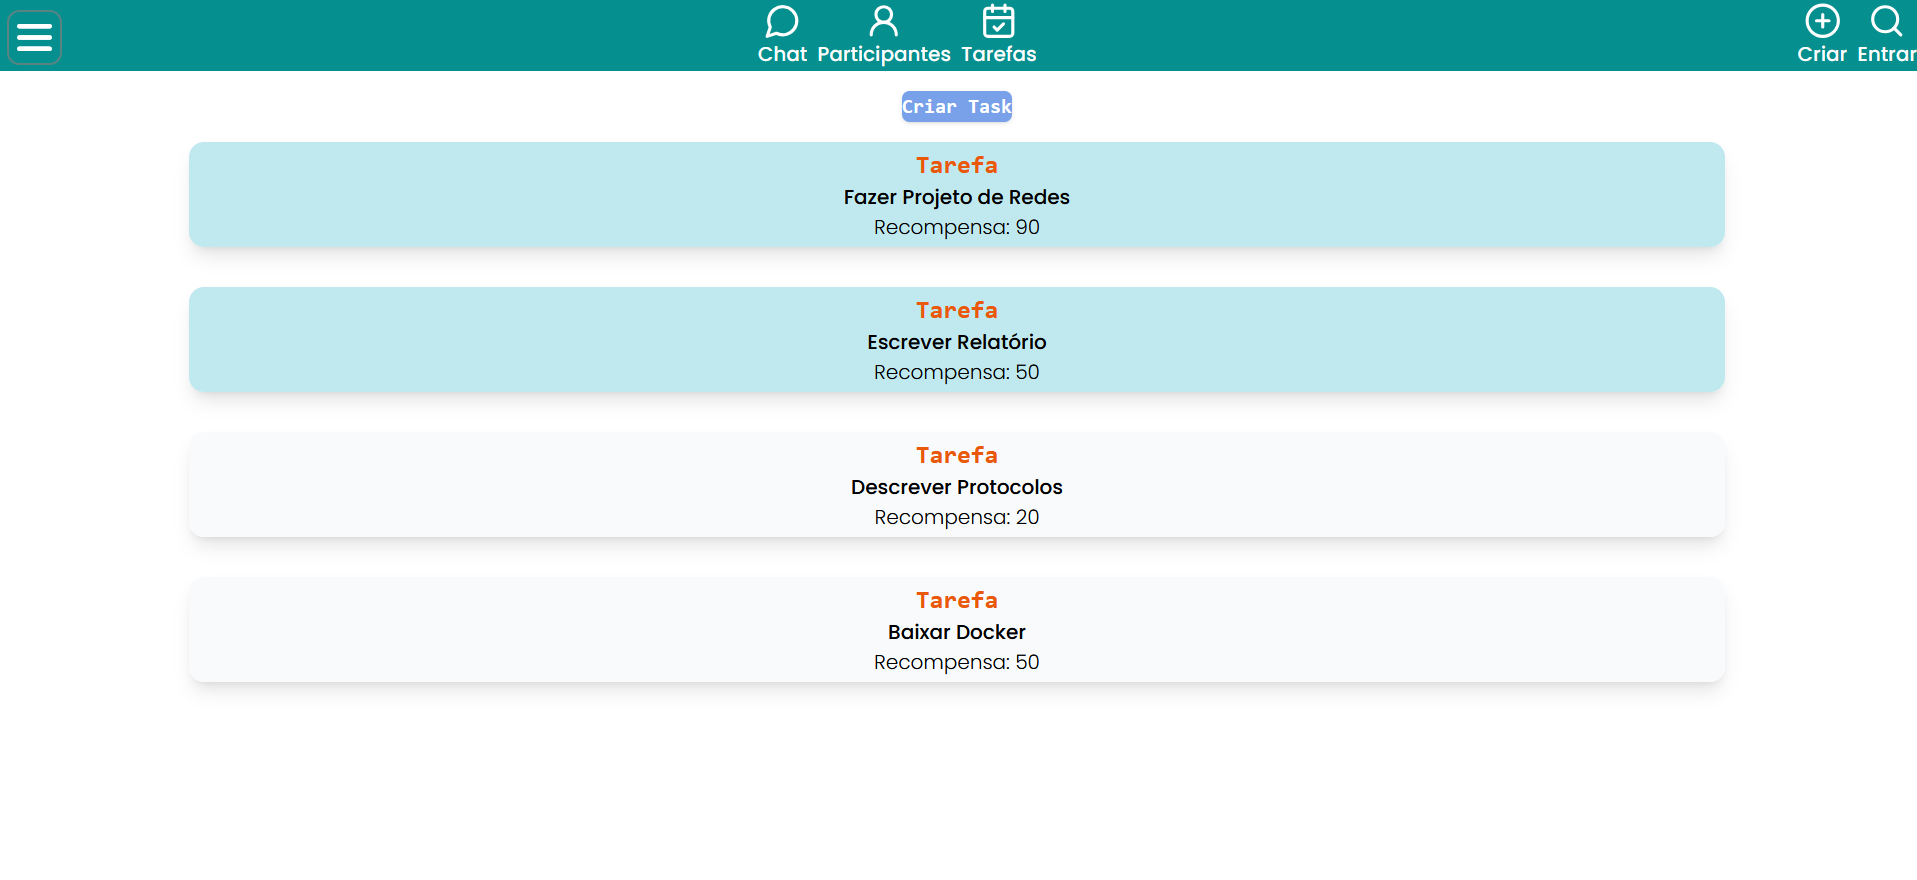 Chat Participantes Tarefas Criar Entrar
Criar Task
Tarefa
Fazer Projeto de Redes
Recompensa: 90
Tarefa
Escrever Relatório
Recompensa: 50
Tarefa
Descrever Protocolos
Recompensa: 20
Tarefa
Baixar Docker
Recompensa: 50